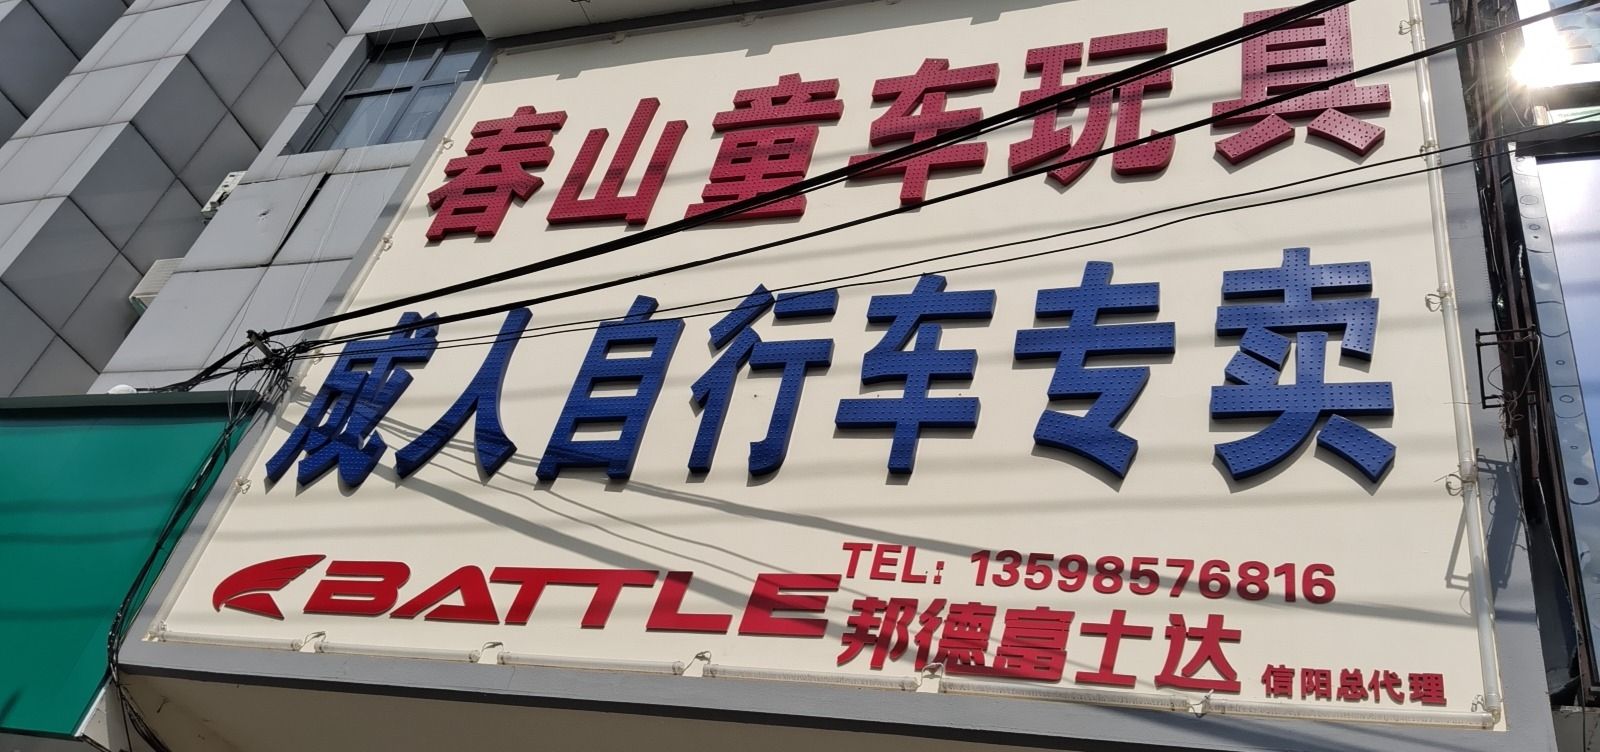 春山童车玩具
成人自行车专卖
BATTLE
TEL: 13598576816
邦德富士达
信阳总代理